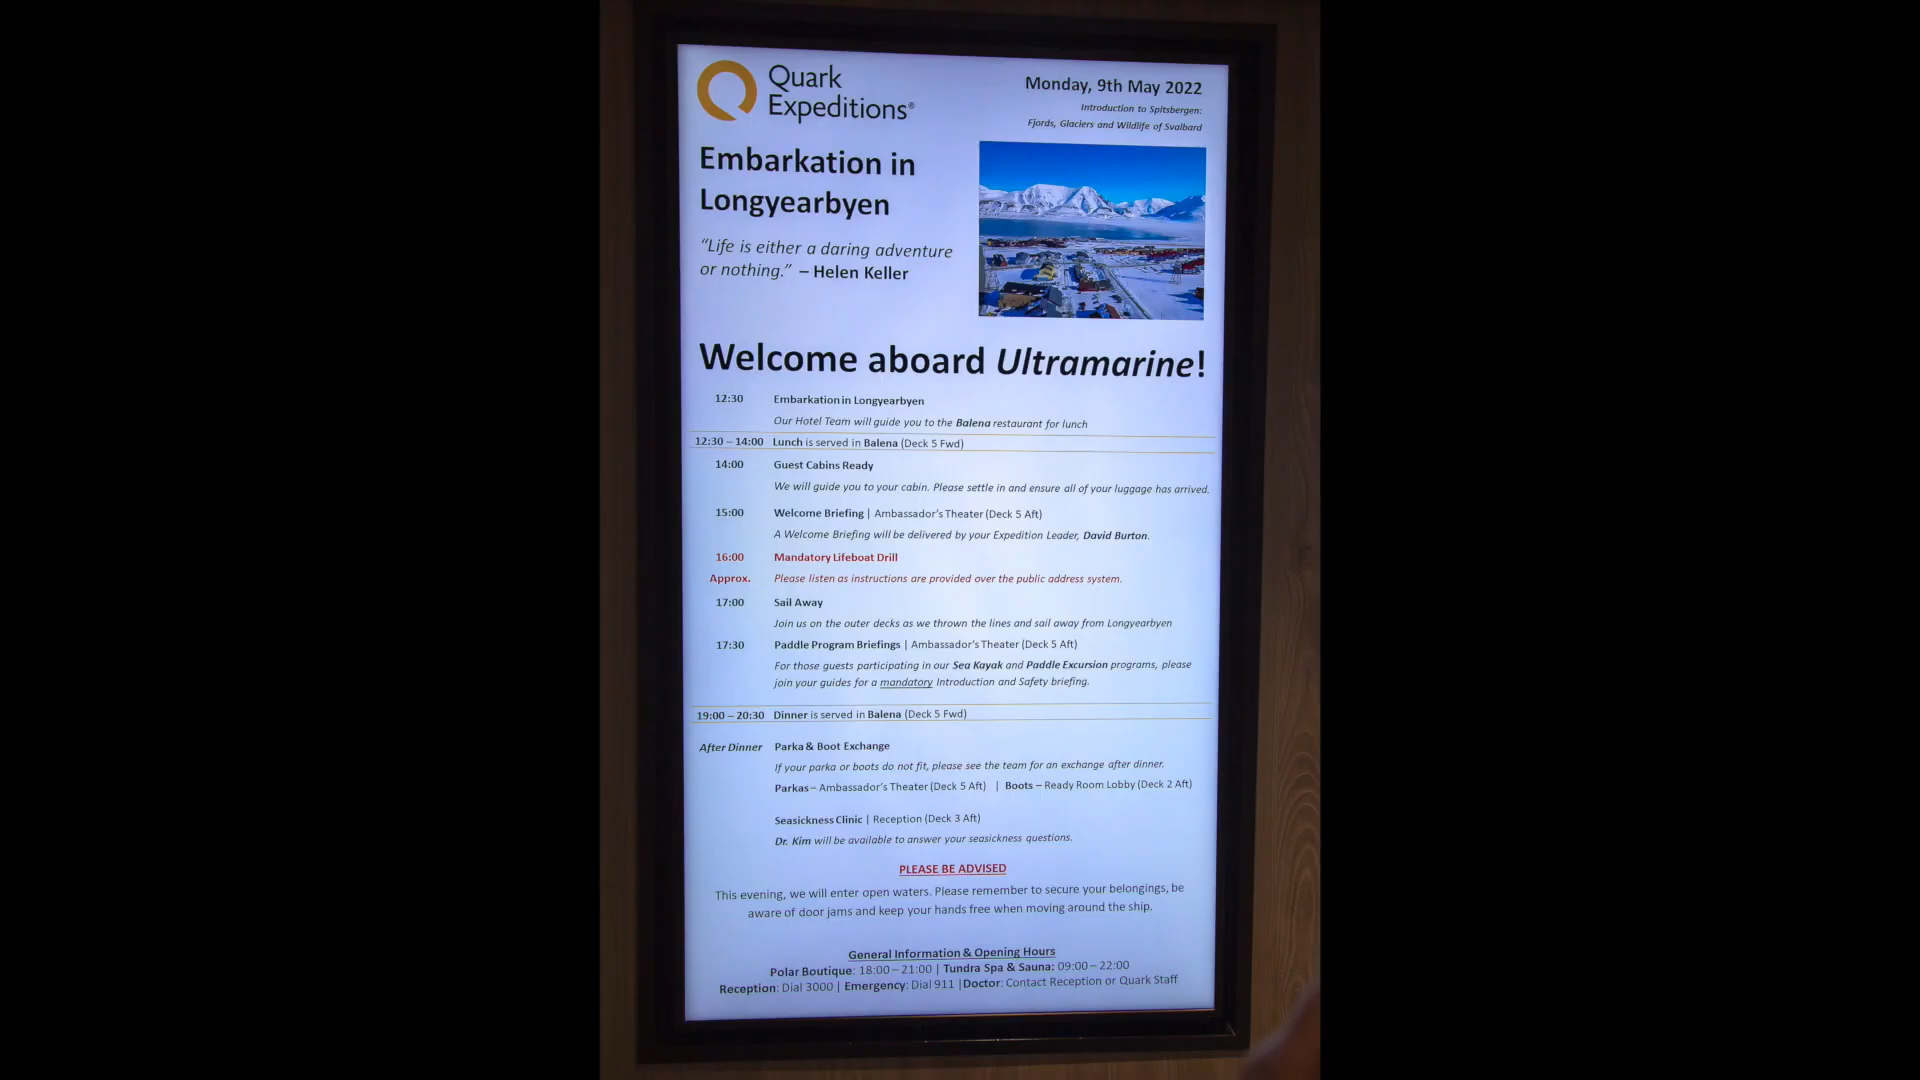 Quark
Expeditions®
Monday, 9th May 2022
Introduction to Spitsbergen:
Fjords, Glaciers and Wildlife of Svalbard
Embarkation in
Longyearbyen
“Life is either a daring adventure
or nothing.” – Helen Keller
Welcome aboard Ultramarine!
12:30 Embarkation in Longyearbyen
Our Hotel Team will guide you to the Balena restaurant for lunch
12:30 – 14:00 Lunch is served in Balena (Deck 5 Fwd)
14:00 Guest Cabins Ready
We will guide you to your cabin. Please settle in and ensure all of your luggage has arrived.
15:00 Welcome Briefing | Ambassador’s Theater (Deck 5 Aft)
A Welcome Briefing will be delivered by your Expedition Leader, David Burton.
16:00 Mandatory Lifeboat Drill
Approx. Please listen as instructions are provided over the public address system.
17:00 Sail Away
Join us on the outer decks as we thrown the lines and sail away from Longyearbyen
17:30 Paddle Program Briefings | Ambassador’s Theater (Deck 5 Aft)
For those guests participating in our Sea Kayak and Paddle Excursion programs, please
join your guides for a mandatory Introduction and Safety briefing.
19:00 – 20:30 Dinner is served in Balena (Deck 5 Fwd)
After Dinner Parka & Boot Exchange
If your parka or boots do not fit, please see the team for an exchange after dinner.
Parkas – Ambassador’s Theater (Deck 5 Aft) | Boots – Ready Room Lobby (Deck 2 Aft)
Seasickness Clinic | Reception (Deck 3 Aft)
Dr. Kim will be available to answer your seasickness questions.
PLEASE BE ADVISED
This evening, we will enter open waters. Please remember to secure your belongings, be
aware of door jams and keep your hands free when moving around the ship.
General Information & Opening Hours
Polar Boutique: 18:00 – 21:00 | Tundra Spa & Sauna: 09:00 – 22:00
Reception: Dial 3000 | Emergency: Dial 911 | Doctor: Contact Reception or Quark Staff